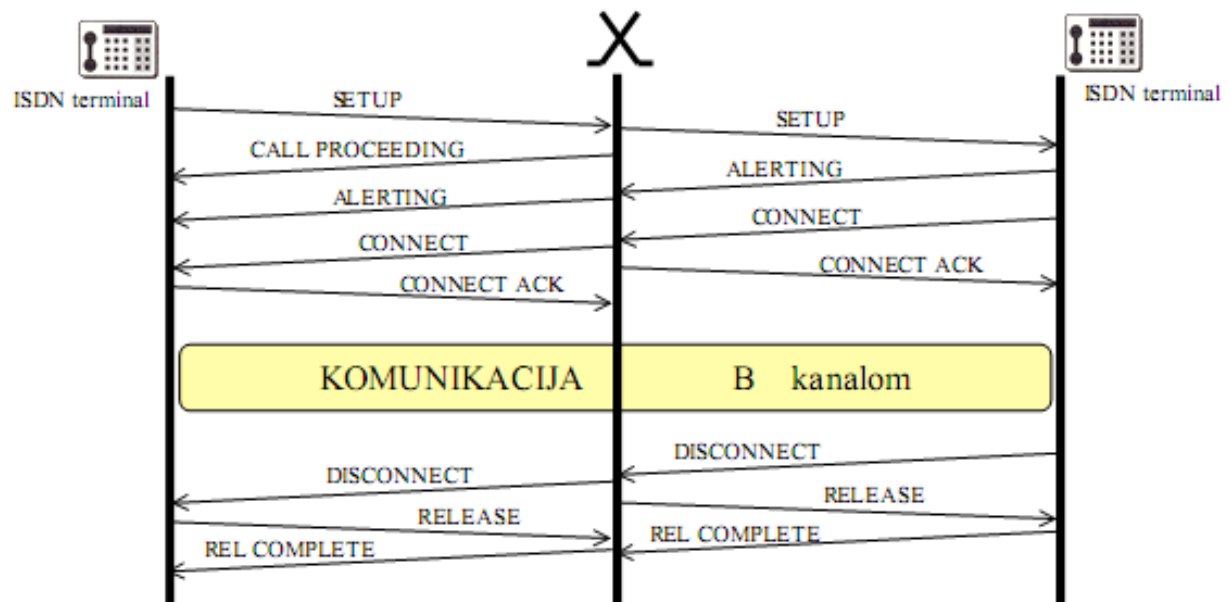 ISDN terminal
ISDN terminal
SETUP
SETUP
CALL PROCEEDING
ALERTING
ALERTING
CONNECT
CONNECT
CONNECT ACK
CONNECT ACK
KOMUNIKACIJA B kanalom
DISCONNECT
DISCONNECT
RELEASE
RELEASE
REL COMPLETE
REL COMPLETE